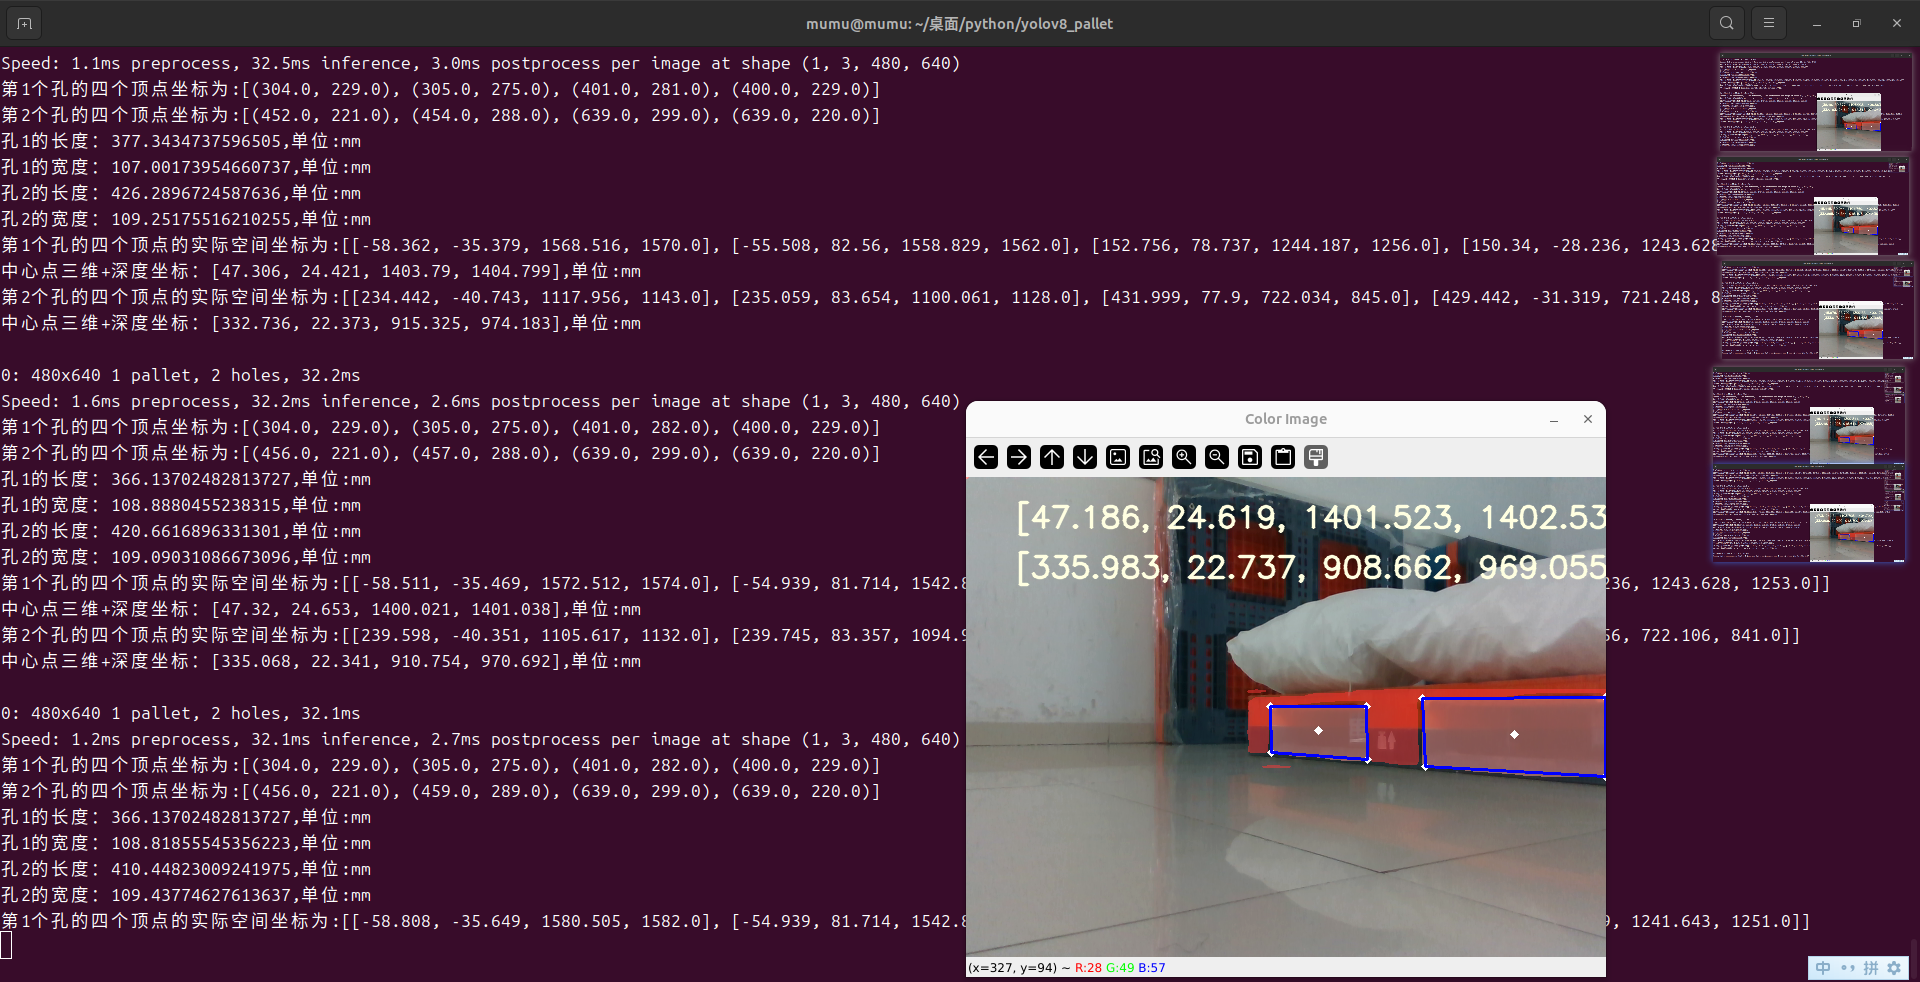 mumu@mumu: ~/桌面/python/yolov8_pallet
Speed: 1.1ms preprocess, 32.5ms inference, 3.0ms postprocess per image at shape (1, 3, 480, 640)
第1个孔的四个顶点坐标为:[(304.0, 229.0), (305.0, 275.0), (401.0, 281.0), (400.0, 229.0)]
第2个孔的四个顶点坐标为:[(452.0, 221.0), (454.0, 288.0), (639.0, 299.0), (639.0, 220.0)]
孔1的长度: 377.3434737596505,单位:mm
孔1的宽度: 107.00173954660737,单位:mm
孔2的长度: 426.2896724587636,单位:mm
孔2的宽度: 109.25175516210255,单位:mm
第1个孔的四个顶点的实际空间坐标为:[[-58.362, -35.379, 1568.516, 1570.0], [-55.508, 82.56, 1558.829, 1562.0], [152.756, 78.737, 1244.187, 1256.0], [150.34, -28.236, 1243.628
中心点三维+深度坐标: [47.306, 24.421, 1403.79, 1404.799],单位:mm
第2个孔的四个顶点的实际空间坐标为:[[234.442, -40.743, 1117.956, 1143.0], [235.059, 83.654, 1100.061, 1128.0], [431.999, 77.9, 722.034, 845.0], [429.442, -31.319, 721.248, 8
中心点三维+深度坐标: [332.736, 22.373, 915.325, 974.183],单位:mm
0: 480x640 1 pallet, 2 holes, 32.2ms
Speed: 1.6ms preprocess, 32.2ms inference, 2.6ms postprocess per image at shape (1, 3, 480, 640)
第1个孔的四个顶点坐标为:[(304.0, 229.0), (305.0, 275.0), (401.0, 282.0), (400.0, 229.0)]
第2个孔的四个顶点坐标为:[(456.0, 221.0), (457.0, 288.0), (639.0, 299.0), (639.0, 220.0)]
孔1的长度: 366.13702482813727,单位:mm
孔1的宽度: 108.8880455238315,单位:mm
孔2的长度: 420.6616896331301,单位:mm
孔2的宽度: 109.09031086673096,单位:mm
第1个孔的四个顶点的实际空间坐标为:[[-58.511, -35.469, 1572.512, 1574.0], [-54.939, 81.714, 1542.8 36, 1243.628, 1253.0]]
中心点三维+深度坐标: [47.32, 24.653, 1400.021, 1401.038],单位:mm
第2个孔的四个顶点的实际空间坐标为:[[239.598, -40.351, 1105.617, 1132.0], [239.745, 83.357, 1094.9 6, 722.106, 841.0]]
中心点三维+深度坐标: [335.068, 22.341, 910.754, 970.692],单位:mm
0: 480x640 1 pallet, 2 holes, 32.1ms
Speed: 1.2ms preprocess, 32.1ms inference, 2.7ms postprocess per image at shape (1, 3, 480, 640)
第1个孔的四个顶点坐标为:[(304.0, 229.0), (305.0, 275.0), (401.0, 282.0), (400.0, 229.0)]
第2个孔的四个顶点坐标为:[(456.0, 221.0), (459.0, 289.0), (639.0, 299.0), (639.0, 220.0)]
孔1的长度: 366.13702482813727,单位:mm
孔1的宽度: 108.81855545356223,单位:mm
孔2的长度: 410.44823009241975,单位:mm
孔2的宽度: 109.43774627613637,单位:mm
第1个孔的四个顶点的实际空间坐标为:[[-58.808, -35.649, 1580.505, 1582.0], [-54.939, 81.714, 1542.8 , 1241.643, 1251.0]]
Color Image
[47.186, 24.619, 1401.523, 1402.53
[335.983, 22.737, 908.662, 969.055
(x=327, y=94) ~ R:28 G:49 B:57
中 拼